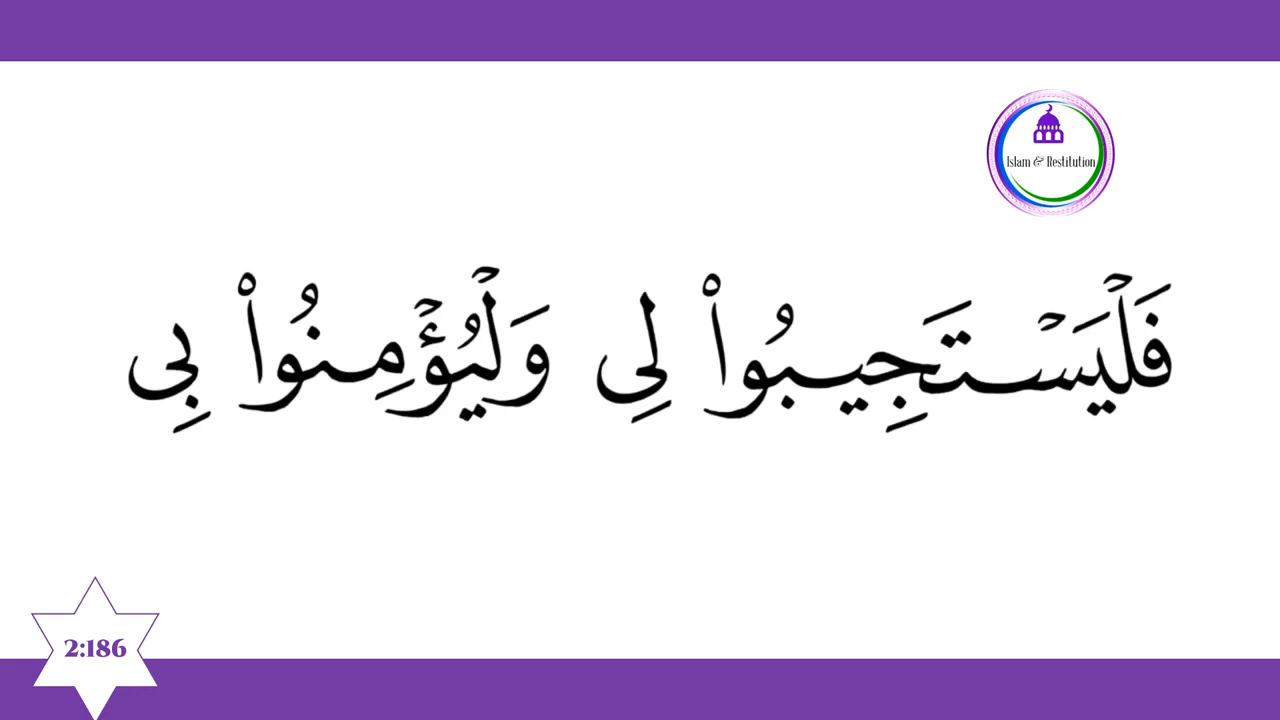 Islam & Restitution
فَلْيَسْتَجِيبُوا۟ لِى وَلْيُؤْمِنُوا۟ بِى
2:186